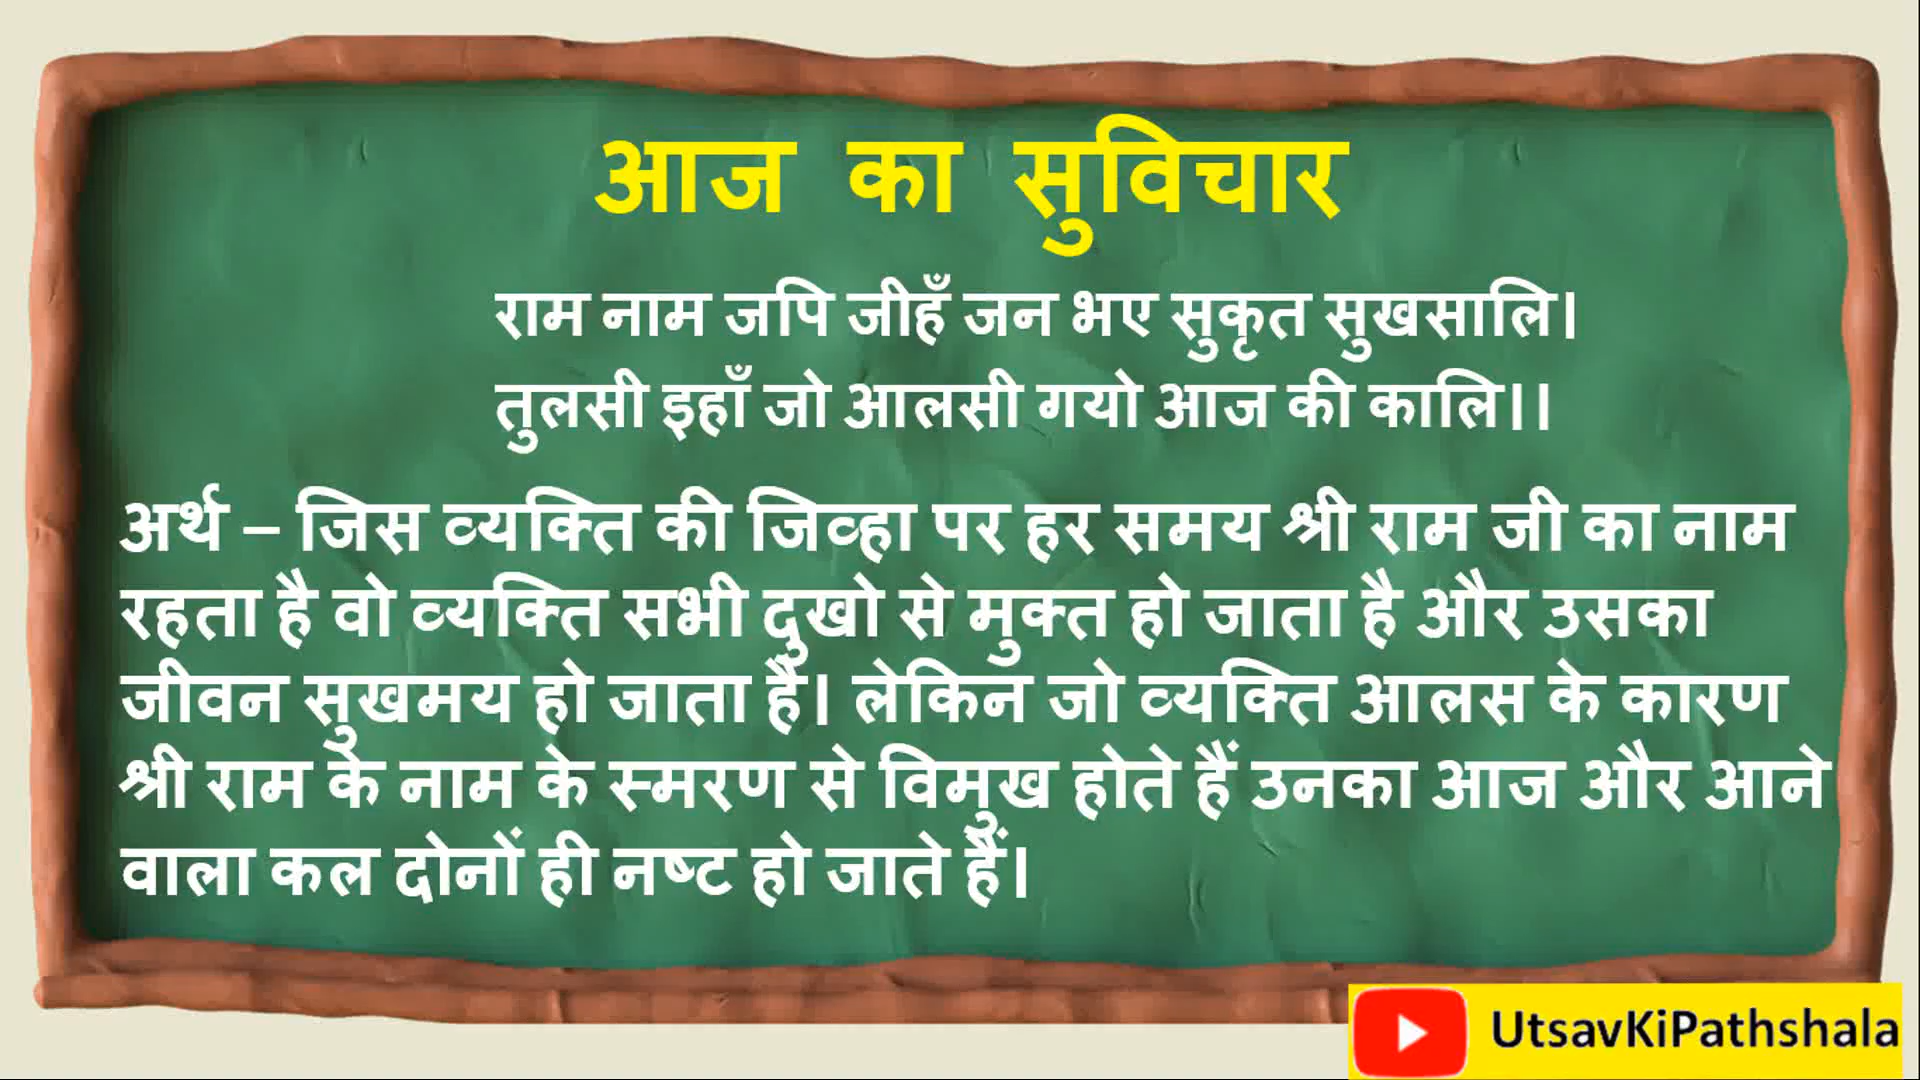 आज का सुविचार
राम नाम जपि जीहँ जन भए सुकृत सुखसालि।
तुलसी इहाँ जो आलसी गयो आज की कालि।।
अर्थ – जिस व्यक्ति की जिव्हा पर हर समय श्री राम जी का नाम
रहता है वो व्यक्ति सभी दुखो से मुक्त हो जाता है और उसका
जीवन सुखमय हो जाता हैं। लेकिन जो व्यक्ति आलस के कारण
श्री राम के नाम के स्मरण से विमुख होते हैं उनका आज और आने
वाला कल दोनों ही नष्ट हो जाते हैं।
UtsavKiPathshala